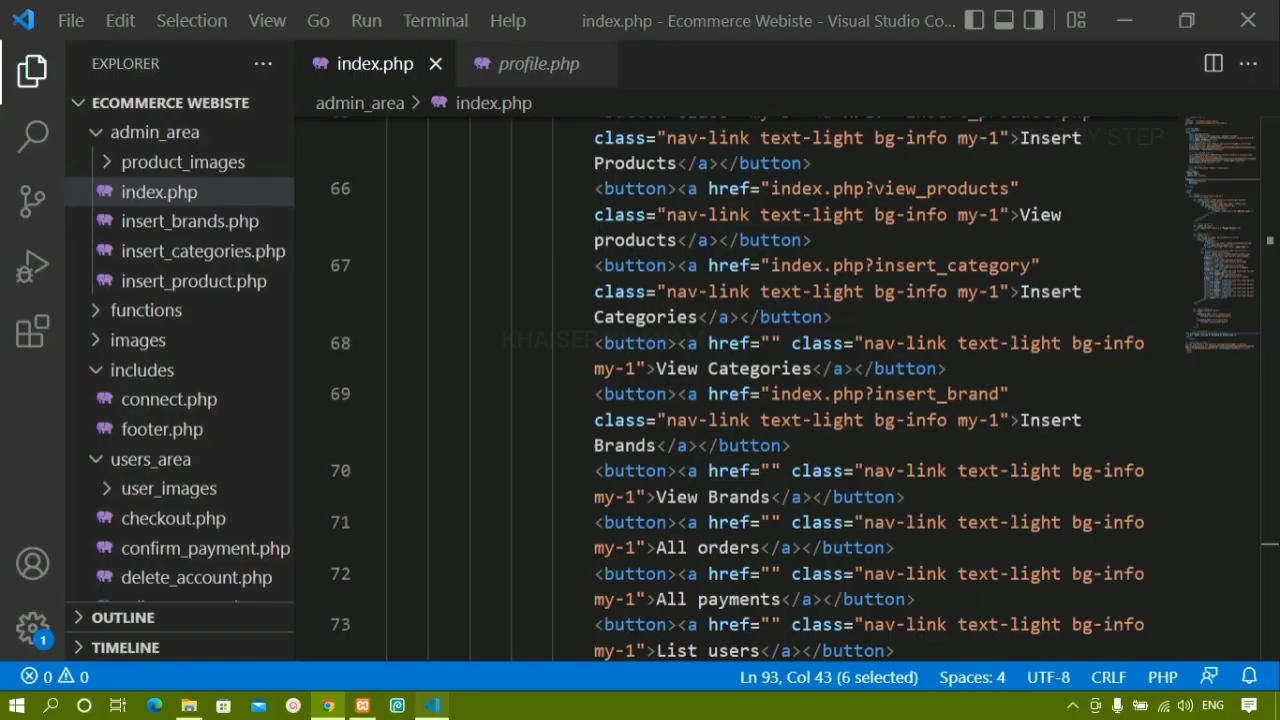 File Edit Selection View Go Run Terminal Help index.php - Ecommerce Webiste - Visual Studio Co...
EXPLORER
index.php
profile.php
ECOMMERCE WEBISTE
admin_area > index.php
admin_area
product_images
index.php
insert_brands.php
insert_categories.php
insert_product.php
functions
images
includes
connect.php
footer.php
users_area
user_images
checkout.php
confirm_payment.php
delete_account.php
OUTLINE
TIMELINE
class="nav-link text-light bg-info my-1">Insert
Products</a></button>
66 <button><a href="index.php?view_products"
class="nav-link text-light bg-info my-1">View
products</a></button>
67 <button><a href="index.php?insert_category"
class="nav-link text-light bg-info my-1">Insert
Categories</a></button>
68 <button><a href="" class="nav-link text-light bg-info
my-1">View Categories</a></button>
69 <button><a href="index.php?insert_brand"
class="nav-link text-light bg-info my-1">Insert
Brands</a></button>
70 <button><a href="" class="nav-link text-light bg-info
my-1">View Brands</a></button>
71 <button><a href="" class="nav-link text-light bg-info
my-1">All orders</a></button>
72 <button><a href="" class="nav-link text-light bg-info
my-1">All payments</a></button>
73 <button><a href="" class="nav-link text-light bg-info
my-1">List users</a></button>
1
0 0 Ln 93, Col 43 (6 selected) Spaces: 4 UTF-8 CRLF PHP
ENG